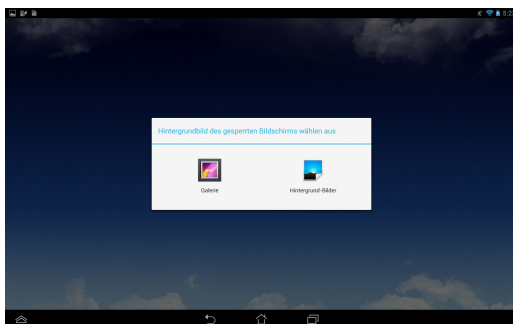 Hintergrundbild des gesperrten Bildschirms wählen aus
Galerie
Hintergrund-Bilder